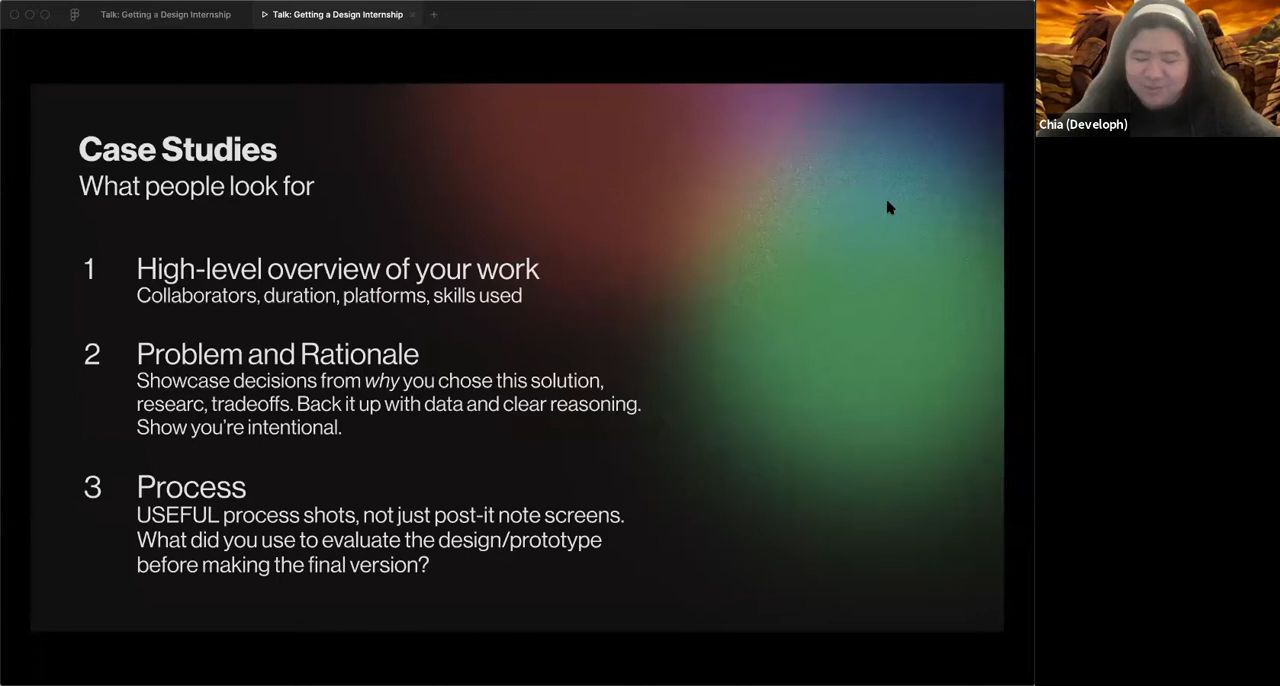 Talk: Getting a Design Internship
Talk: Getting a Design Internship
Chia (Developh)
Case Studies
What people look for
1 High-level overview of your work
Collaborators, duration, platforms, skills used
2 Problem and Rationale
Showcase decisions from why you chose this solution,
researc, tradeoffs. Back it up with data and clear reasoning.
Show you're intentional.
3 Process
USEFUL process shots, not just post-it note screens.
What did you use to evaluate the design/prototype
before making the final version?